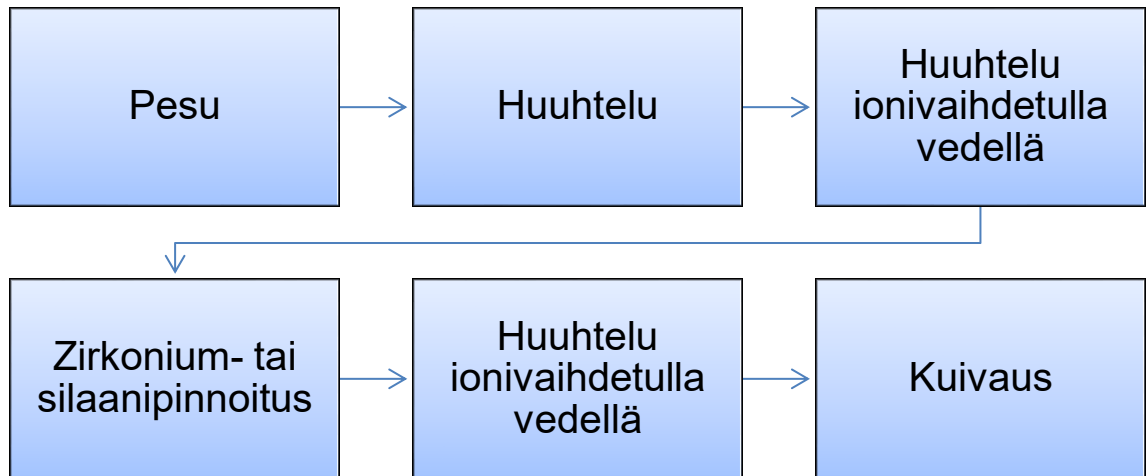 Pesu
Huuhtelu
Huuhtelu
ionivaihdetulla
vedellä
Zirkonium- tai
silaanipinnoitus
Huuhtelu
ionivaihdetulla
vedellä
Kuivaus